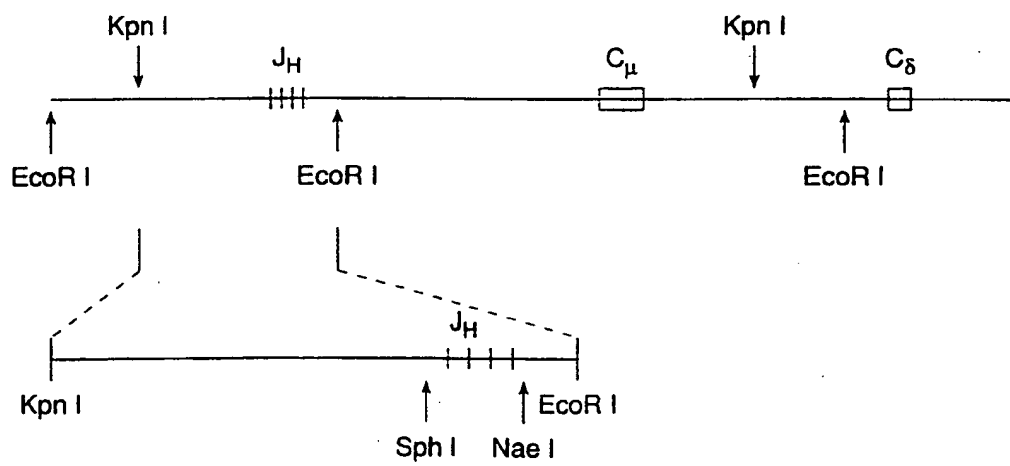 Kpn I Kpn I
J_H C_μ C_δ
EcoR I EcoR I EcoR I
J_H
Kpn I EcoR I
Sph I Nae I